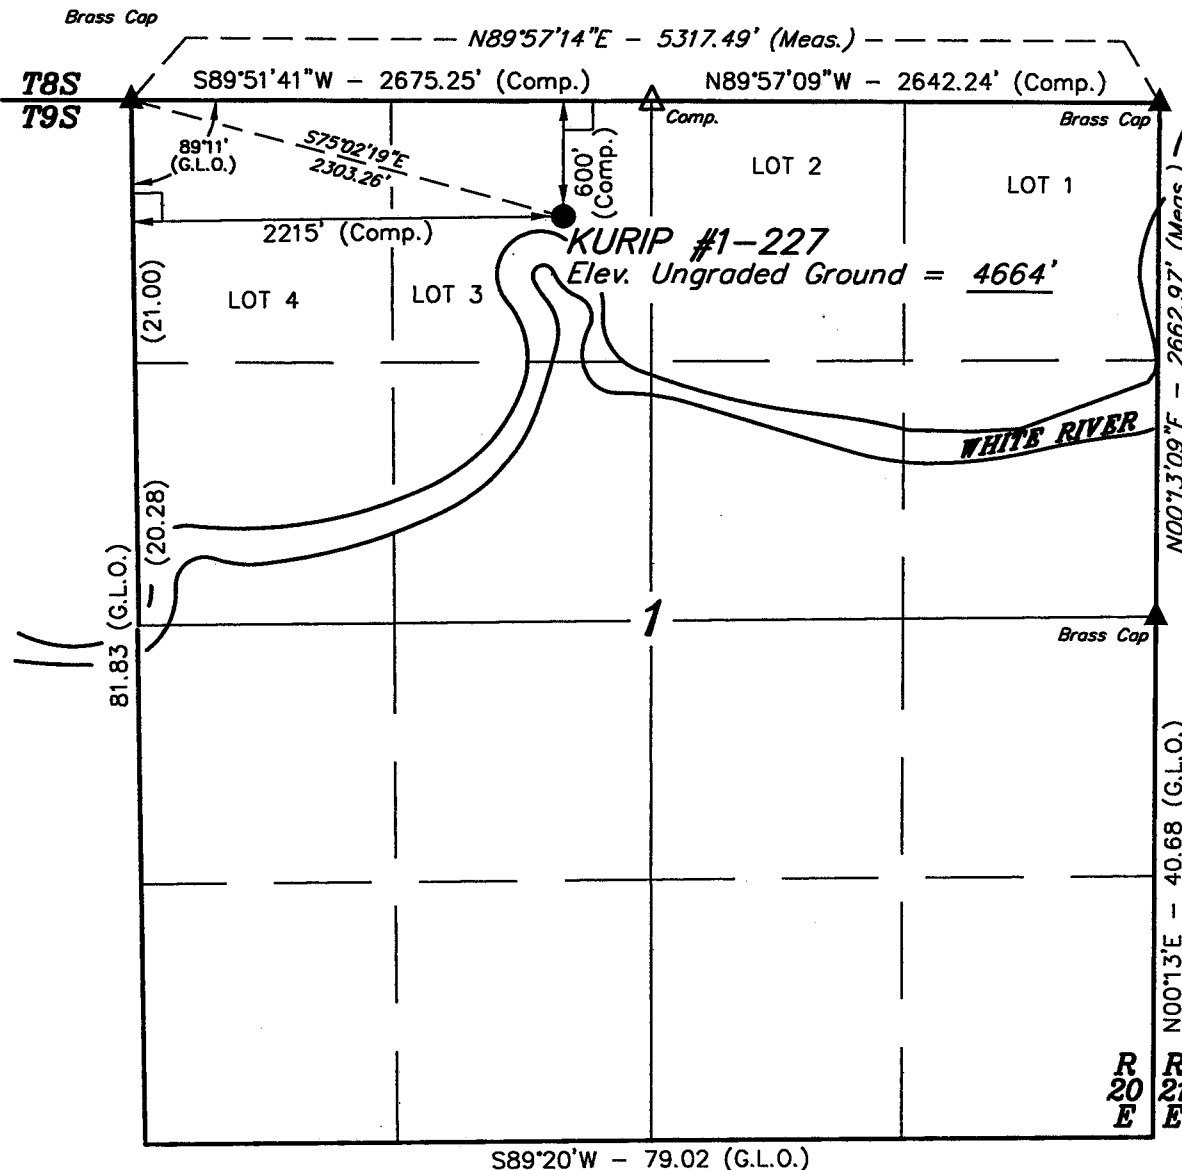 Brass Cap
N89°57'14"E - 5317.49' (Meas.)
T8S
S89°51'41"W - 2675.25' (Comp.)
N89°57'09"W - 2642.24' (Comp.)
T9S
Comp.
Brass Cap
89°11'
(G.L.O.)
S75°02'19"E
2303.26'
600'
(Comp.)
LOT 2
LOT 1
2215' (Comp.)
KURIP #1-227
Elev. Ungraded Ground = 4664'
LOT 4
LOT 3
(21.00)
N00°13'09"E - 2662.97' (Meas.)
WHITE RIVER
(20.28)
81.83 (G.L.O.)
1
Brass Cap
N00°13'E - 40.68 (G.L.O.)
R
20
E
R
21
E
S89°20'W - 79.02 (G.L.O.)